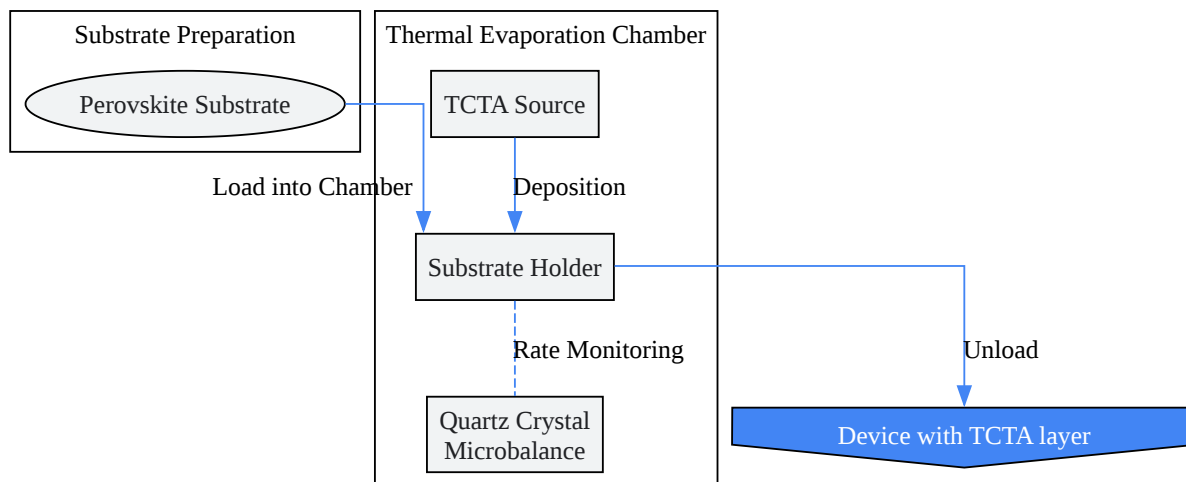 Substrate Preparation
Perovskite Substrate
Thermal Evaporation Chamber
TCTA Source
Load into Chamber
Deposition
Substrate Holder
Rate Monitoring
Unload
Quartz Crystal
Microbalance
Device with TCTA layer